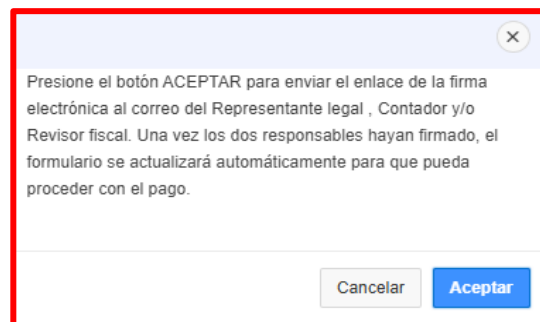 Presione el botón ACEPTAR para enviar el enlace de la firma
electrónica al correo del Representante legal , Contador y/o
Revisor fiscal. Una vez los dos responsables hayan firmado, el
formulario se actualizará automáticamente para que pueda
proceder con el pago.
Cancelar Aceptar